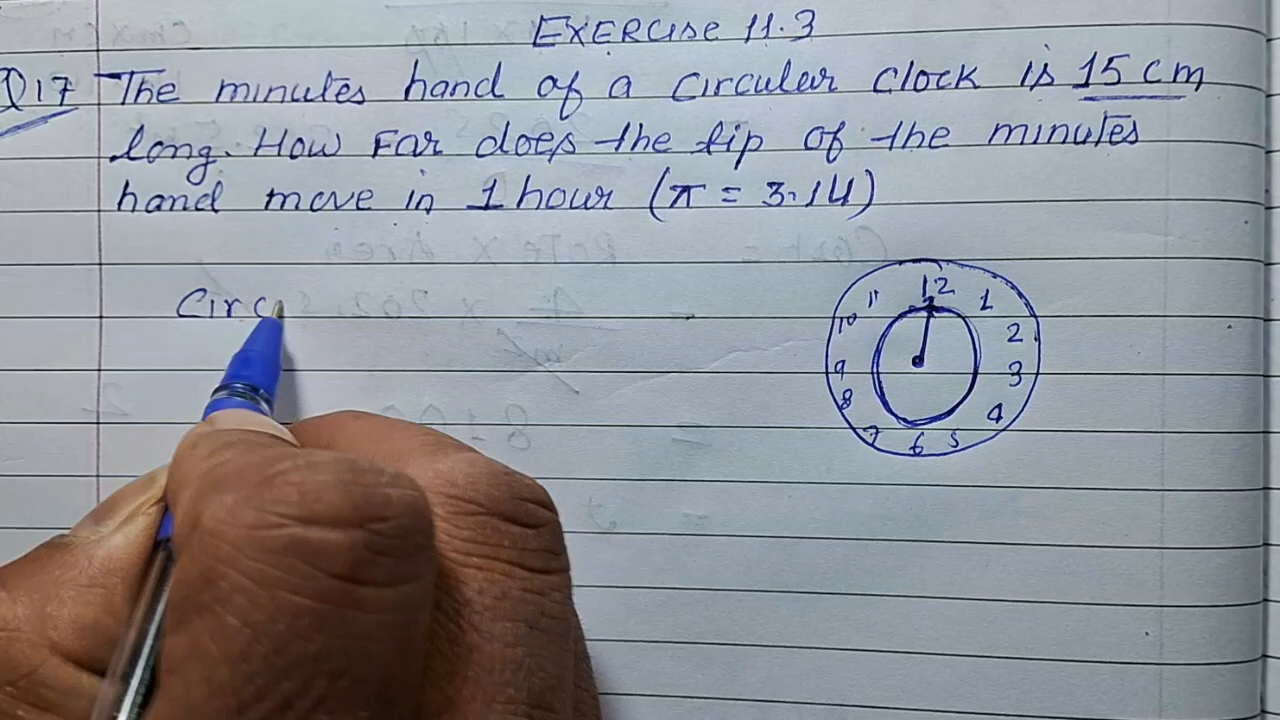 EXERCISE 11.3
Q17 The minutes hand of a circular clock is 15 cm
long. How far does the tip of the minutes
hand move in 1 hour (π = 3.14)
Circ
12
11 1
10 2
9 3
8 4
7 6 5